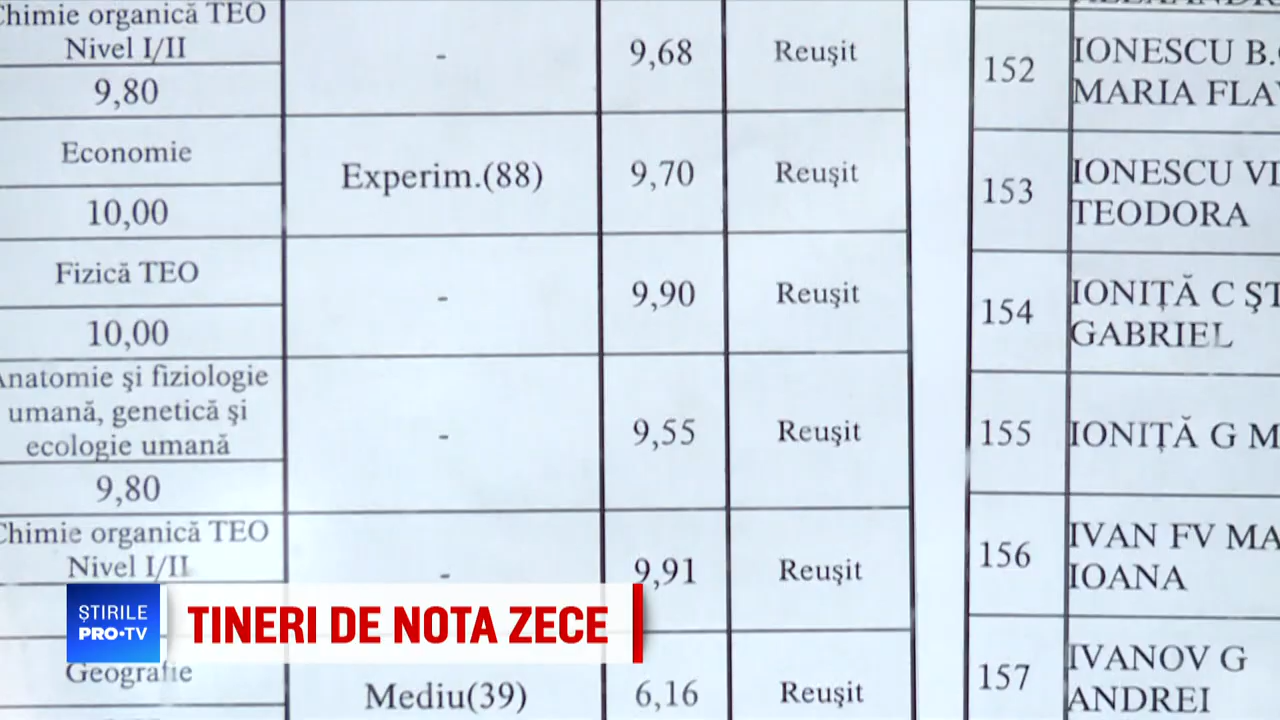 Chimie organică TEO
Nivel I/II
9,80
-
9,68
Reuşit
Economie
10,00
Experim.(88)
9,70
Reuşit
Fizică TEO
10,00
-
9,90
Reuşit
Anatomie şi fiziologie
umană, genetică şi
ecologie umană
9,80
-
9,55
Reuşit
Chimie organică TEO
Nivel I/II
-
9,91
Reuşit
Geografie
Mediu(39)
6,16
Reuşit
152
IONESCU B.
MARIA
153
IONESCU
TEODORA
154
IONIȚĂ C
GABRIEL
155
IONIȚĂ G
156
IVAN FV
IOANA
157
IVANOV G
ANDREI
ŞTIRILE
PRO•TV
TINERI DE NOTA ZECE